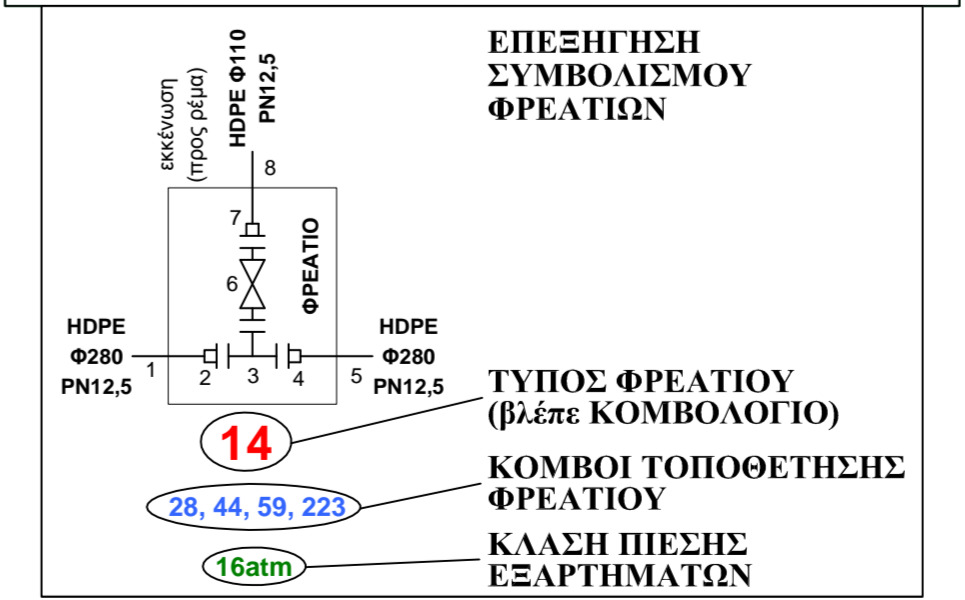 ΕΠΕΞΗΓΗΣΗ
ΣΥΜΒΟΛΙΣΜΟΥ
ΦΡΕΑΤΙΩΝ
εκκένωση
(προς ρέμα)
HDPE Φ110
PN12,5
8
7
ΦΡΕΑΤΙΟ
6
HDPE
Φ280
PN12,5
1
2
3
4
5
HDPE
Φ280
PN12,5
14
ΤΥΠΟΣ ΦΡΕΑΤΙΟΥ
(βλέπε ΚΟΜΒΟΛΟΓΙΟ)
28, 44, 59, 223
ΚΟΜΒΟΙ ΤΟΠΟΘΕΤΗΣΗΣ
ΦΡΕΑΤΙΟΥ
16atm
ΚΛΑΣΗ ΠΙΕΣΗΣ
ΕΞΑΡΤΗΜΑΤΩΝ